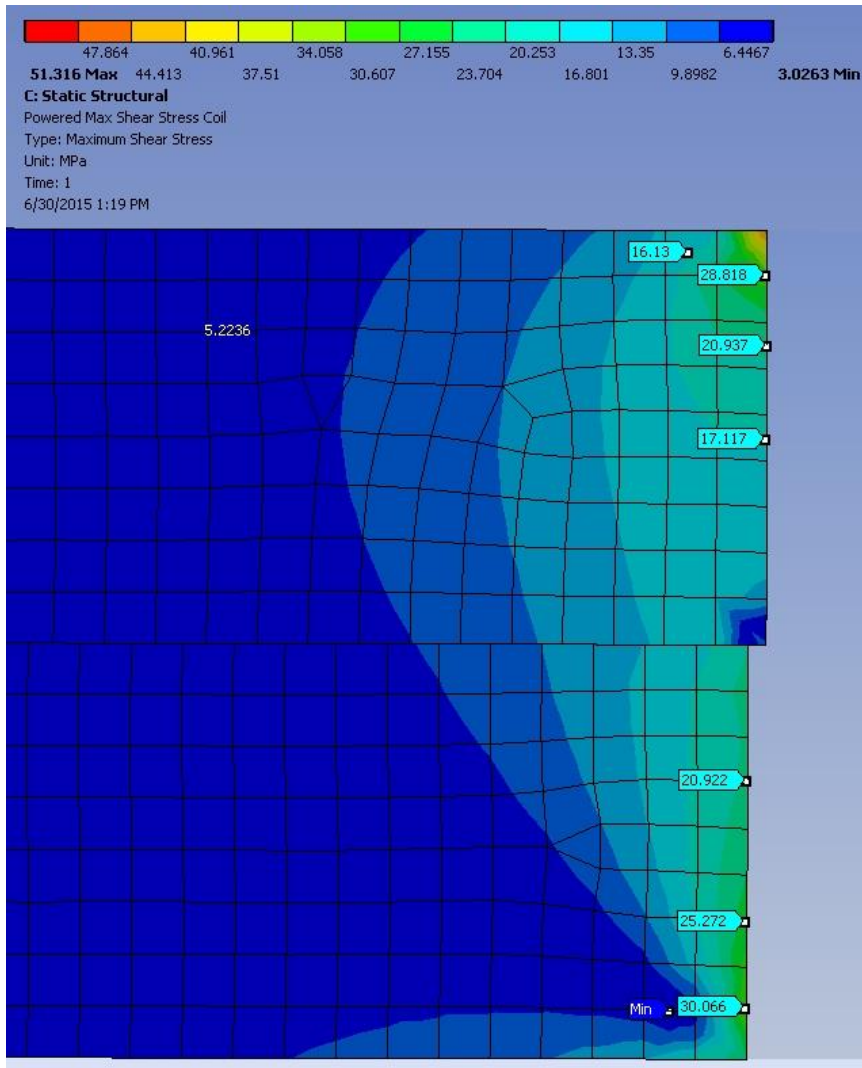 47.864 40.961 34.058 27.155 20.253 13.35 6.4467
51.316 Max 44.413 37.51 30.607 23.704 16.801 9.8982 3.0263 Min
C: Static Structural
Powered Max Shear Stress Coil
Type: Maximum Shear Stress
Unit: MPa
Time: 1
6/30/2015 1:19 PM
16.13
28.818
5.2236
20.937
17.117
20.922
25.272
Min 30.066